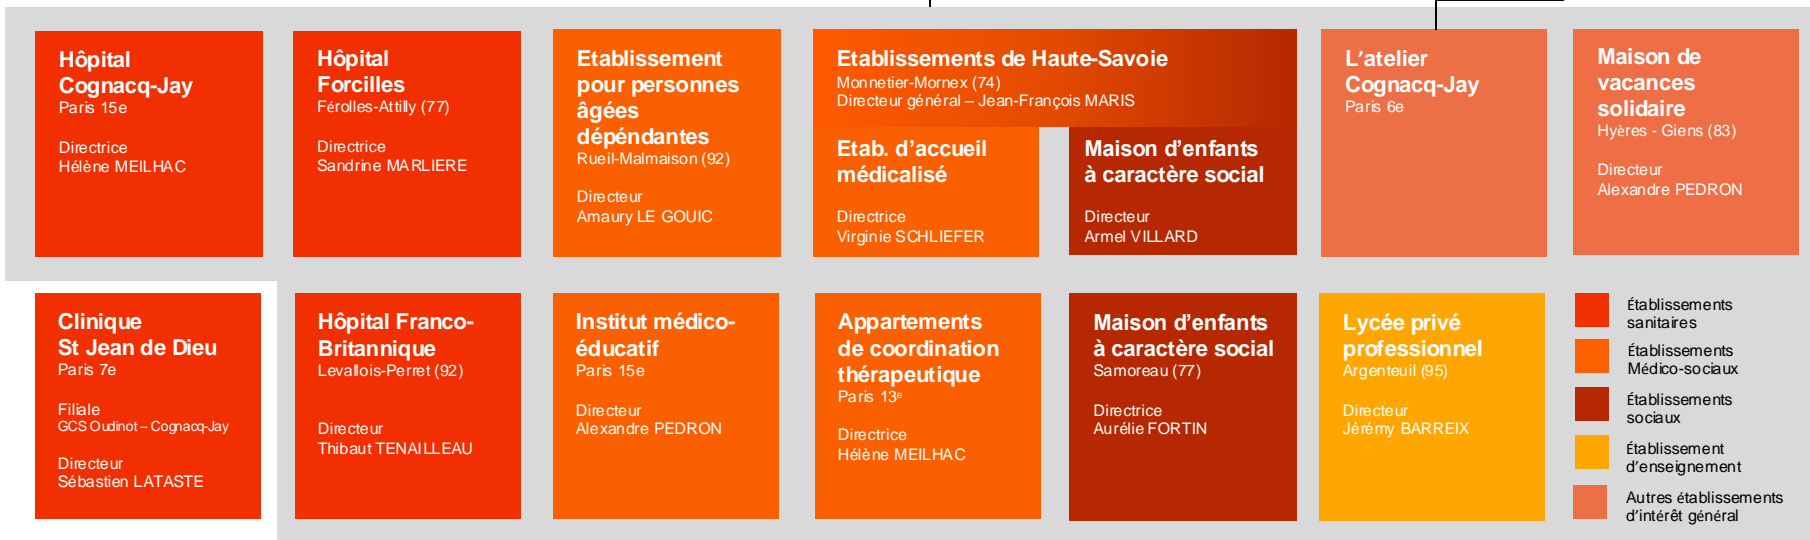 Hôpital
Cognacq-Jay
Paris 15e
Directrice
Hélène MEILHAC
Hôpital
Forcilles
Férolles-Attilly (77)
Directrice
Sandrine MARLIERE
Etablissement
pour personnes
âgées
dépéndantes
Rueil-Malmaison (92)
Directeur
Amaury LE GOUIC
Etablissements de Haute-Savoie
Monnetier-Mornex (74)
Directeur général – Jean-François MARIS
Etab. d’accueil
médicalisé
Directrice
Virginie SCHLIEFER
Maison d’enfants
à caractère social
Directeur
Armel VILLARD
L’atelier
Cognacq-Jay
Paris 6e
Maison de
vacances
solidaire
Hyères - Giens (83)
Directeur
Alexandre PEDRON
Clinique
St Jean de Dieu
Paris 7e
Filiale
GCS Oudinot – Cognacq-Jay
Directeur
Sébastien LATASTE
Hôpital Franco-
Britannique
Levallois-Perret (92)
Directeur
Thibaut TENAILLEAU
Institut médico-
éducatif
Paris 15e
Directeur
Alexandre PEDRON
Appartements
de coordination
thérapeutique
Paris 13e
Directrice
Hélène MEILHAC
Maison d’enfants
à caractère social
Samoreau (77)
Directrice
Aurélie FORTIN
Lycée privé
professionnel
Argenteuil (95)
Directeur
Jérémy BARREIX
Établissements
sanitaires
Établissements
Médico-sociaux
Établissements
sociaux
Établissement
d’enseignement
Autres établissements
d’intérêt général